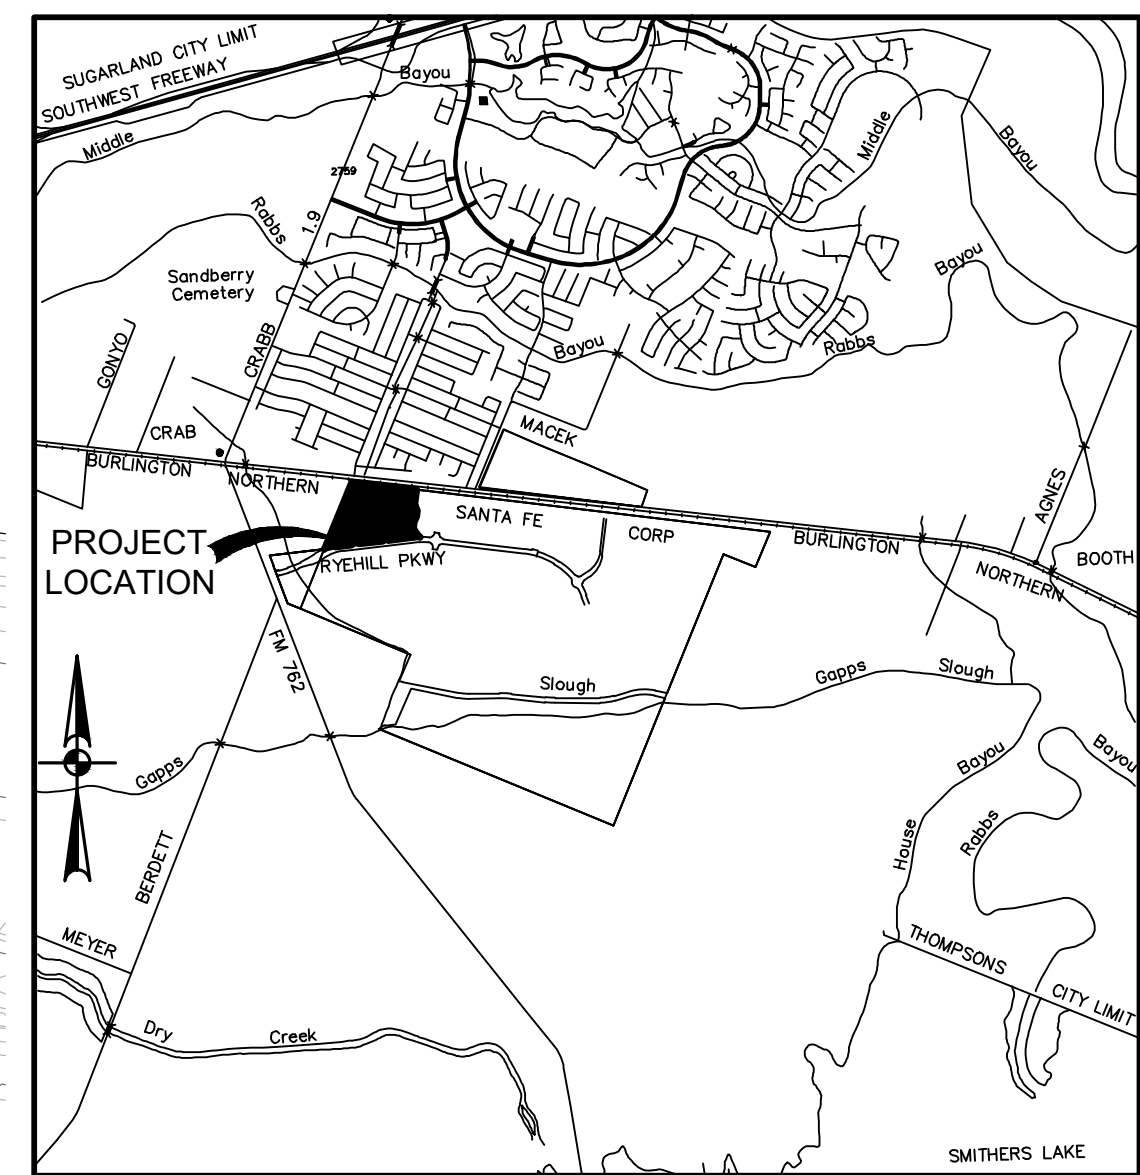 SUGARLAND CITY LIMIT
SOUTHWEST FREEWAY
Bayou
Middle
Middle
Bayou
2759
Rabbs
1.9
Sandberry
Cemetery
Bayou
GONYO
CRABB
Bayou
Rabbs
CRAB
MACEK
BURLINGTON
NORTHERN
AGNES
SANTA FE
CORP
BURLINGTON
NORTHERN
BOOTH
PROJECT
LOCATION
RYEHILL PKWY
FM 762
Slough
Gapps
Slough
Gapps
Bayou
Bayou
House
Rabbs
BERDETT
MEYER
THOMPSONS
CITY LIMIT
Dry
Creek
SMITHERS LAKE